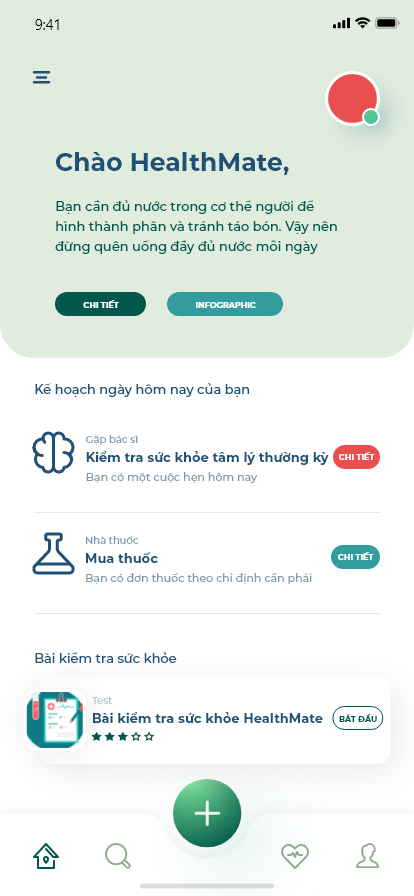 9:41
Chào HealthMate,
Bạn cần đủ nước trong cơ thể người để
hình thành phân và tránh táo bón. Vậy nên
đừng quên uống đầy đủ nước mỗi ngày
CHI TIẾT
INFOGRAPHIC
Kế hoạch ngày hôm nay của bạn
Gặp bác sĩ
Kiểm tra sức khỏe tâm lý thường kỳ
CHI TIẾT
Bạn có một cuộc hẹn hôm nay
Nhà thuốc
Mua thuốc
CHI TIẾT
Bạn có đơn thuốc theo chỉ định cần phải
Bài kiểm tra sức khỏe
Test
Bài kiểm tra sức khỏe HealthMate
BẮT ĐẦU